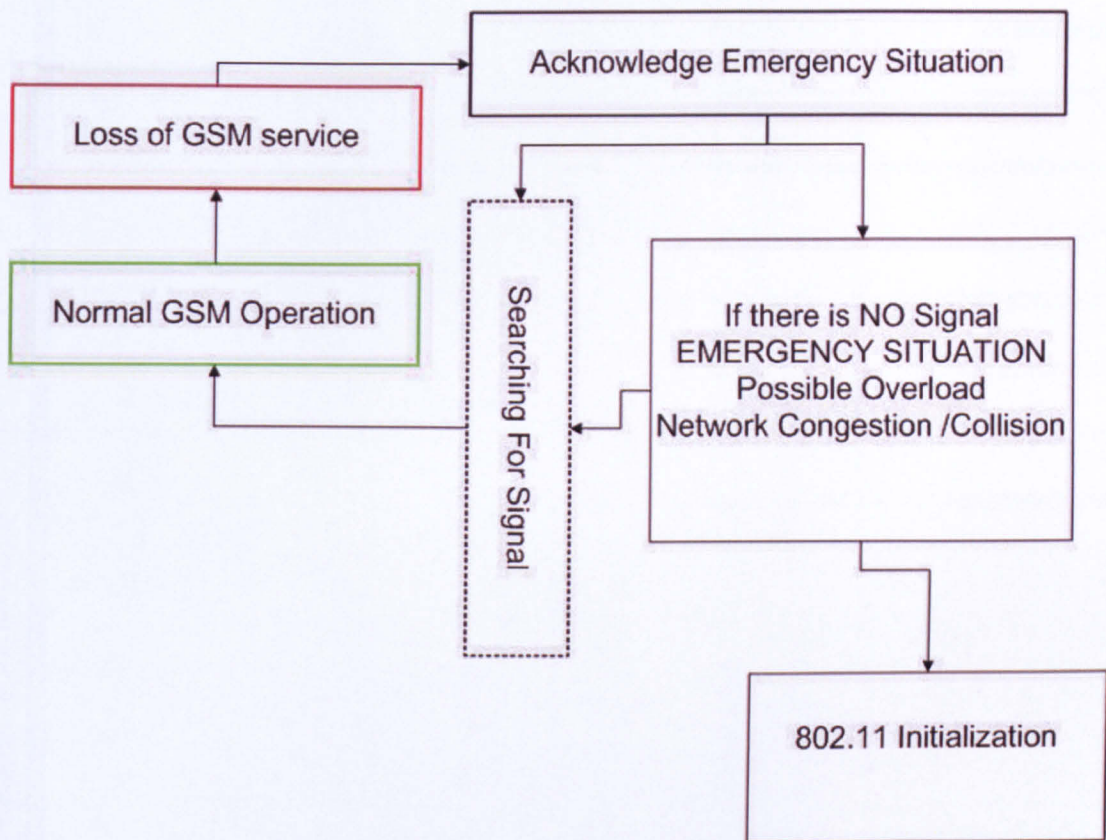 Acknowledge Emergency Situation
Loss of GSM service
Normal GSM Operation
Searching For Signal
If there is NO Signal
EMERGENCY SITUATION
Possible Overload
Network Congestion /Collision
802.11 Initialization